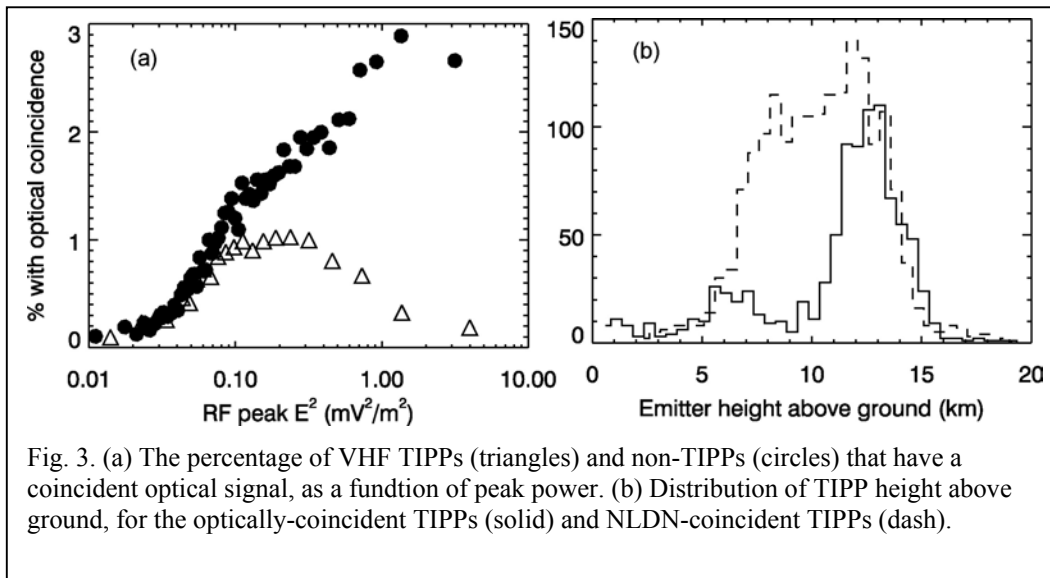 3%
(a)
2
1
0
% with optical coincidence
0.01 0.10 1.00 10.00
RF peak E² (mV²/m²)
150
(b)
100
50
0
0 5 10 15 20
Emitter height above ground (km)
Fig. 3. (a) The percentage of VHF TIPPs (triangles) and non-TIPPs (circles) that have a
coincident optical signal, as a fundtion of peak power. (b) Distribution of TIPP height above
ground, for the optically-coincident TIPPs (solid) and NLDN-coincident TIPPs (dash).